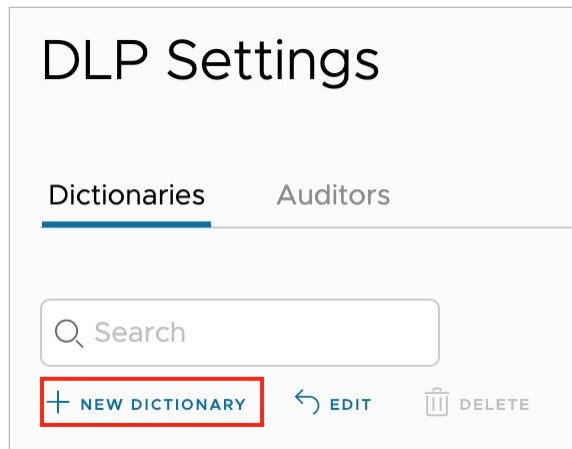 DLP Settings
Dictionaries Auditors
Search
NEW DICTIONARY EDIT DELETE